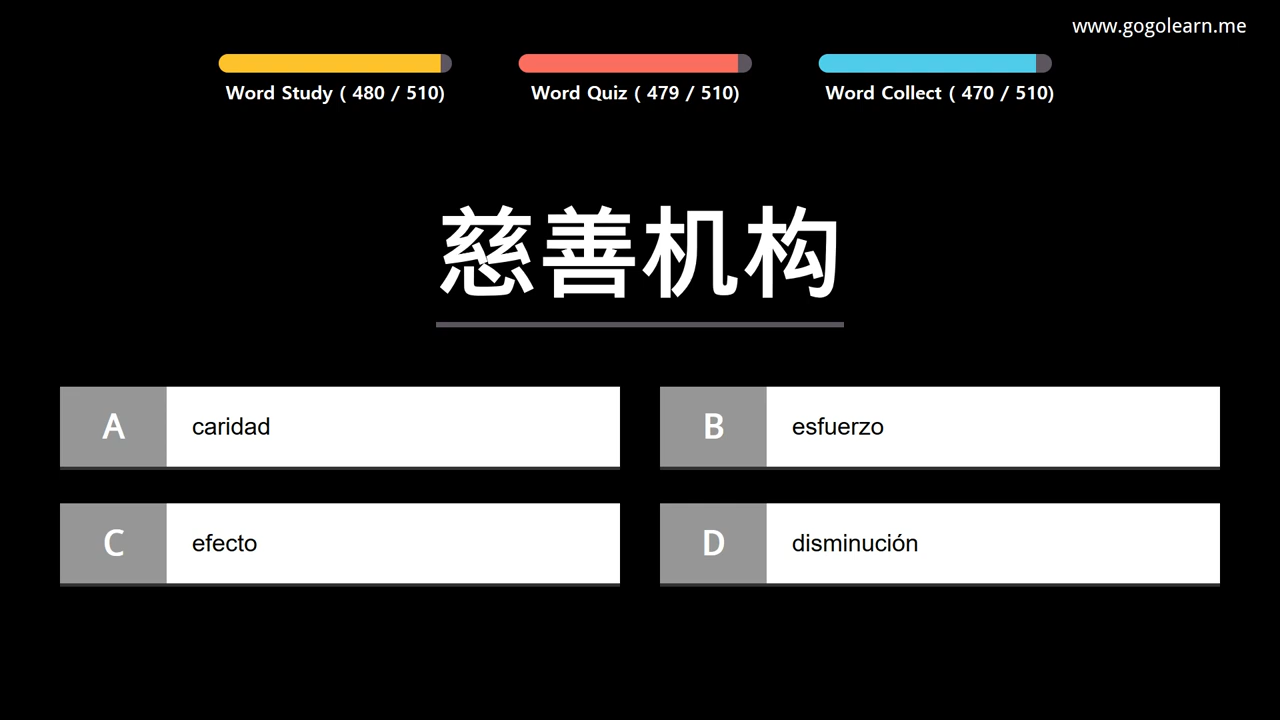 www.gogolearn.me
Word Study ( 480 / 510)
Word Quiz ( 479 / 510)
Word Collect ( 470 / 510)
慈善机构
A caridad
B esfuerzo
C efecto
D disminución